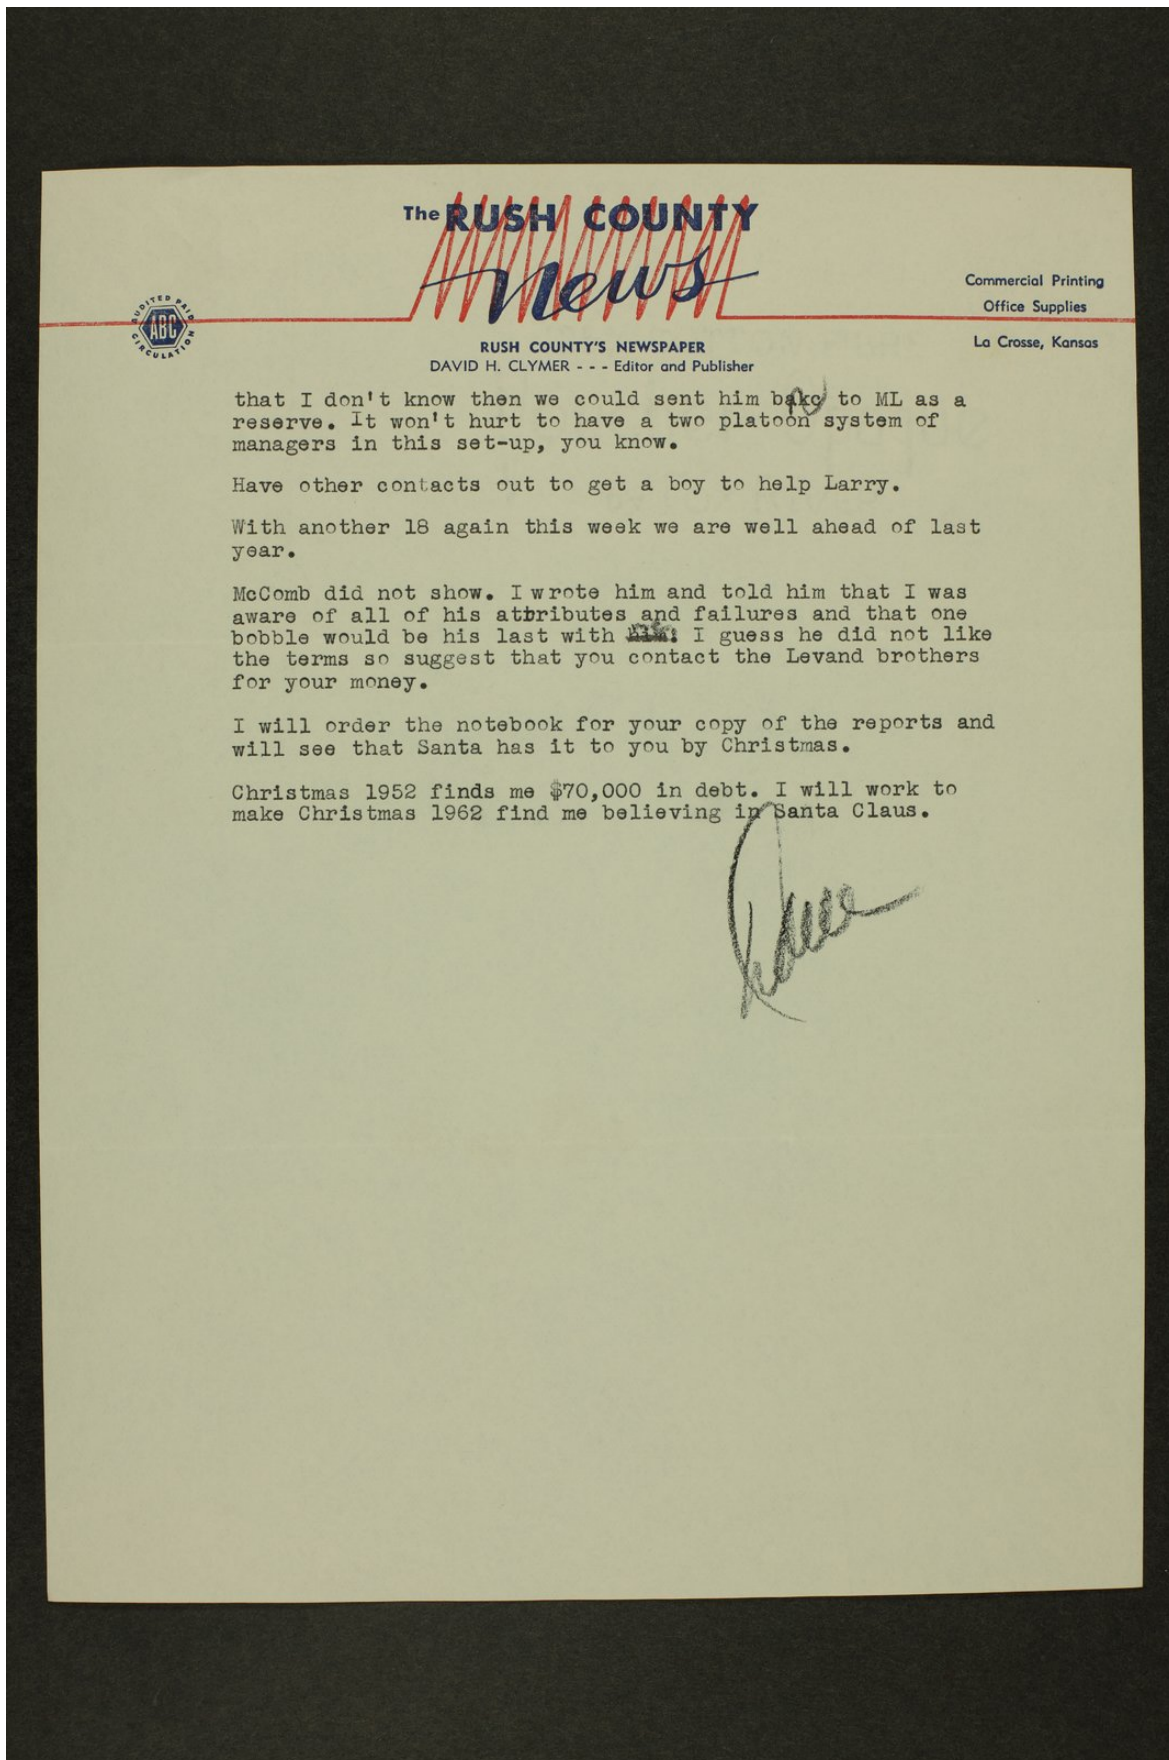 The RUSH COUNTY
news
AUDITED PAID
ABC
CIRCULATION
Commercial Printing
Office Supplies
La Crosse, Kansas
RUSH COUNTY'S NEWSPAPER
DAVID H. CLYMER - - - Editor and Publisher
that I don't know then we could sent him bakc to ML as a
reserve. It won't hurt to have a two platoon system of
managers in this set-up, you know.
Have other contacts out to get a boy to help Larry.
With another 18 again this week we are well ahead of last
year.
McComb did not show. I wrote him and told him that I was
aware of all of his attributes and failures and that one
bobble would be his last with I guess he did not like
the terms so suggest that you contact the Levand brothers
for your money.
I will order the notebook for your copy of the reports and
will see that Santa has it to you by Christmas.
Christmas 1952 finds me $70,000 in debt. I will work to
make Christmas 1962 find me believing in Santa Claus.
Dave